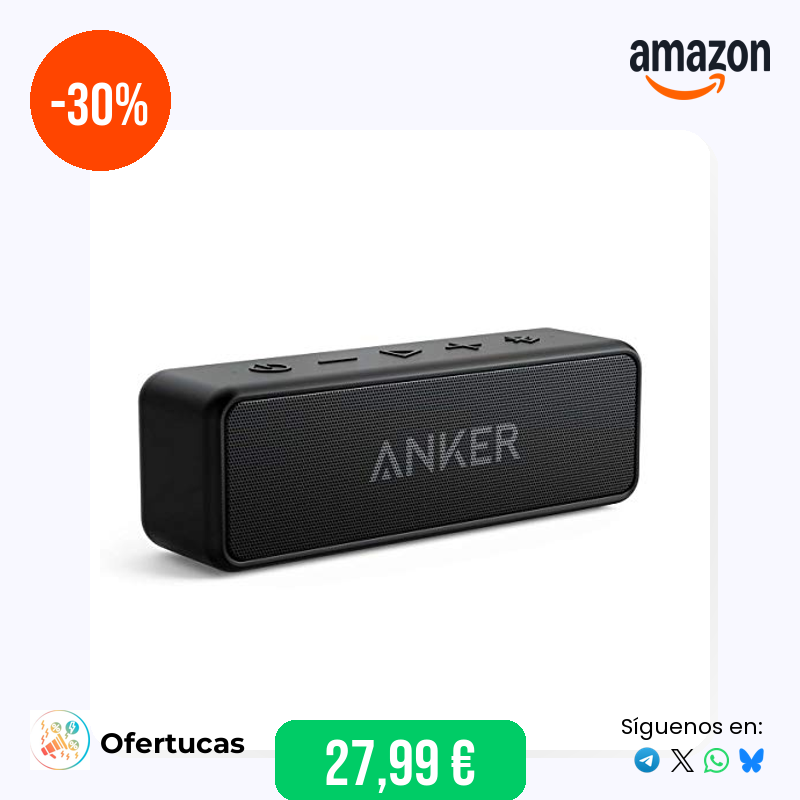 -30%
amazon
ANKER
Ofertucas
27,99 €
Síguenos en: